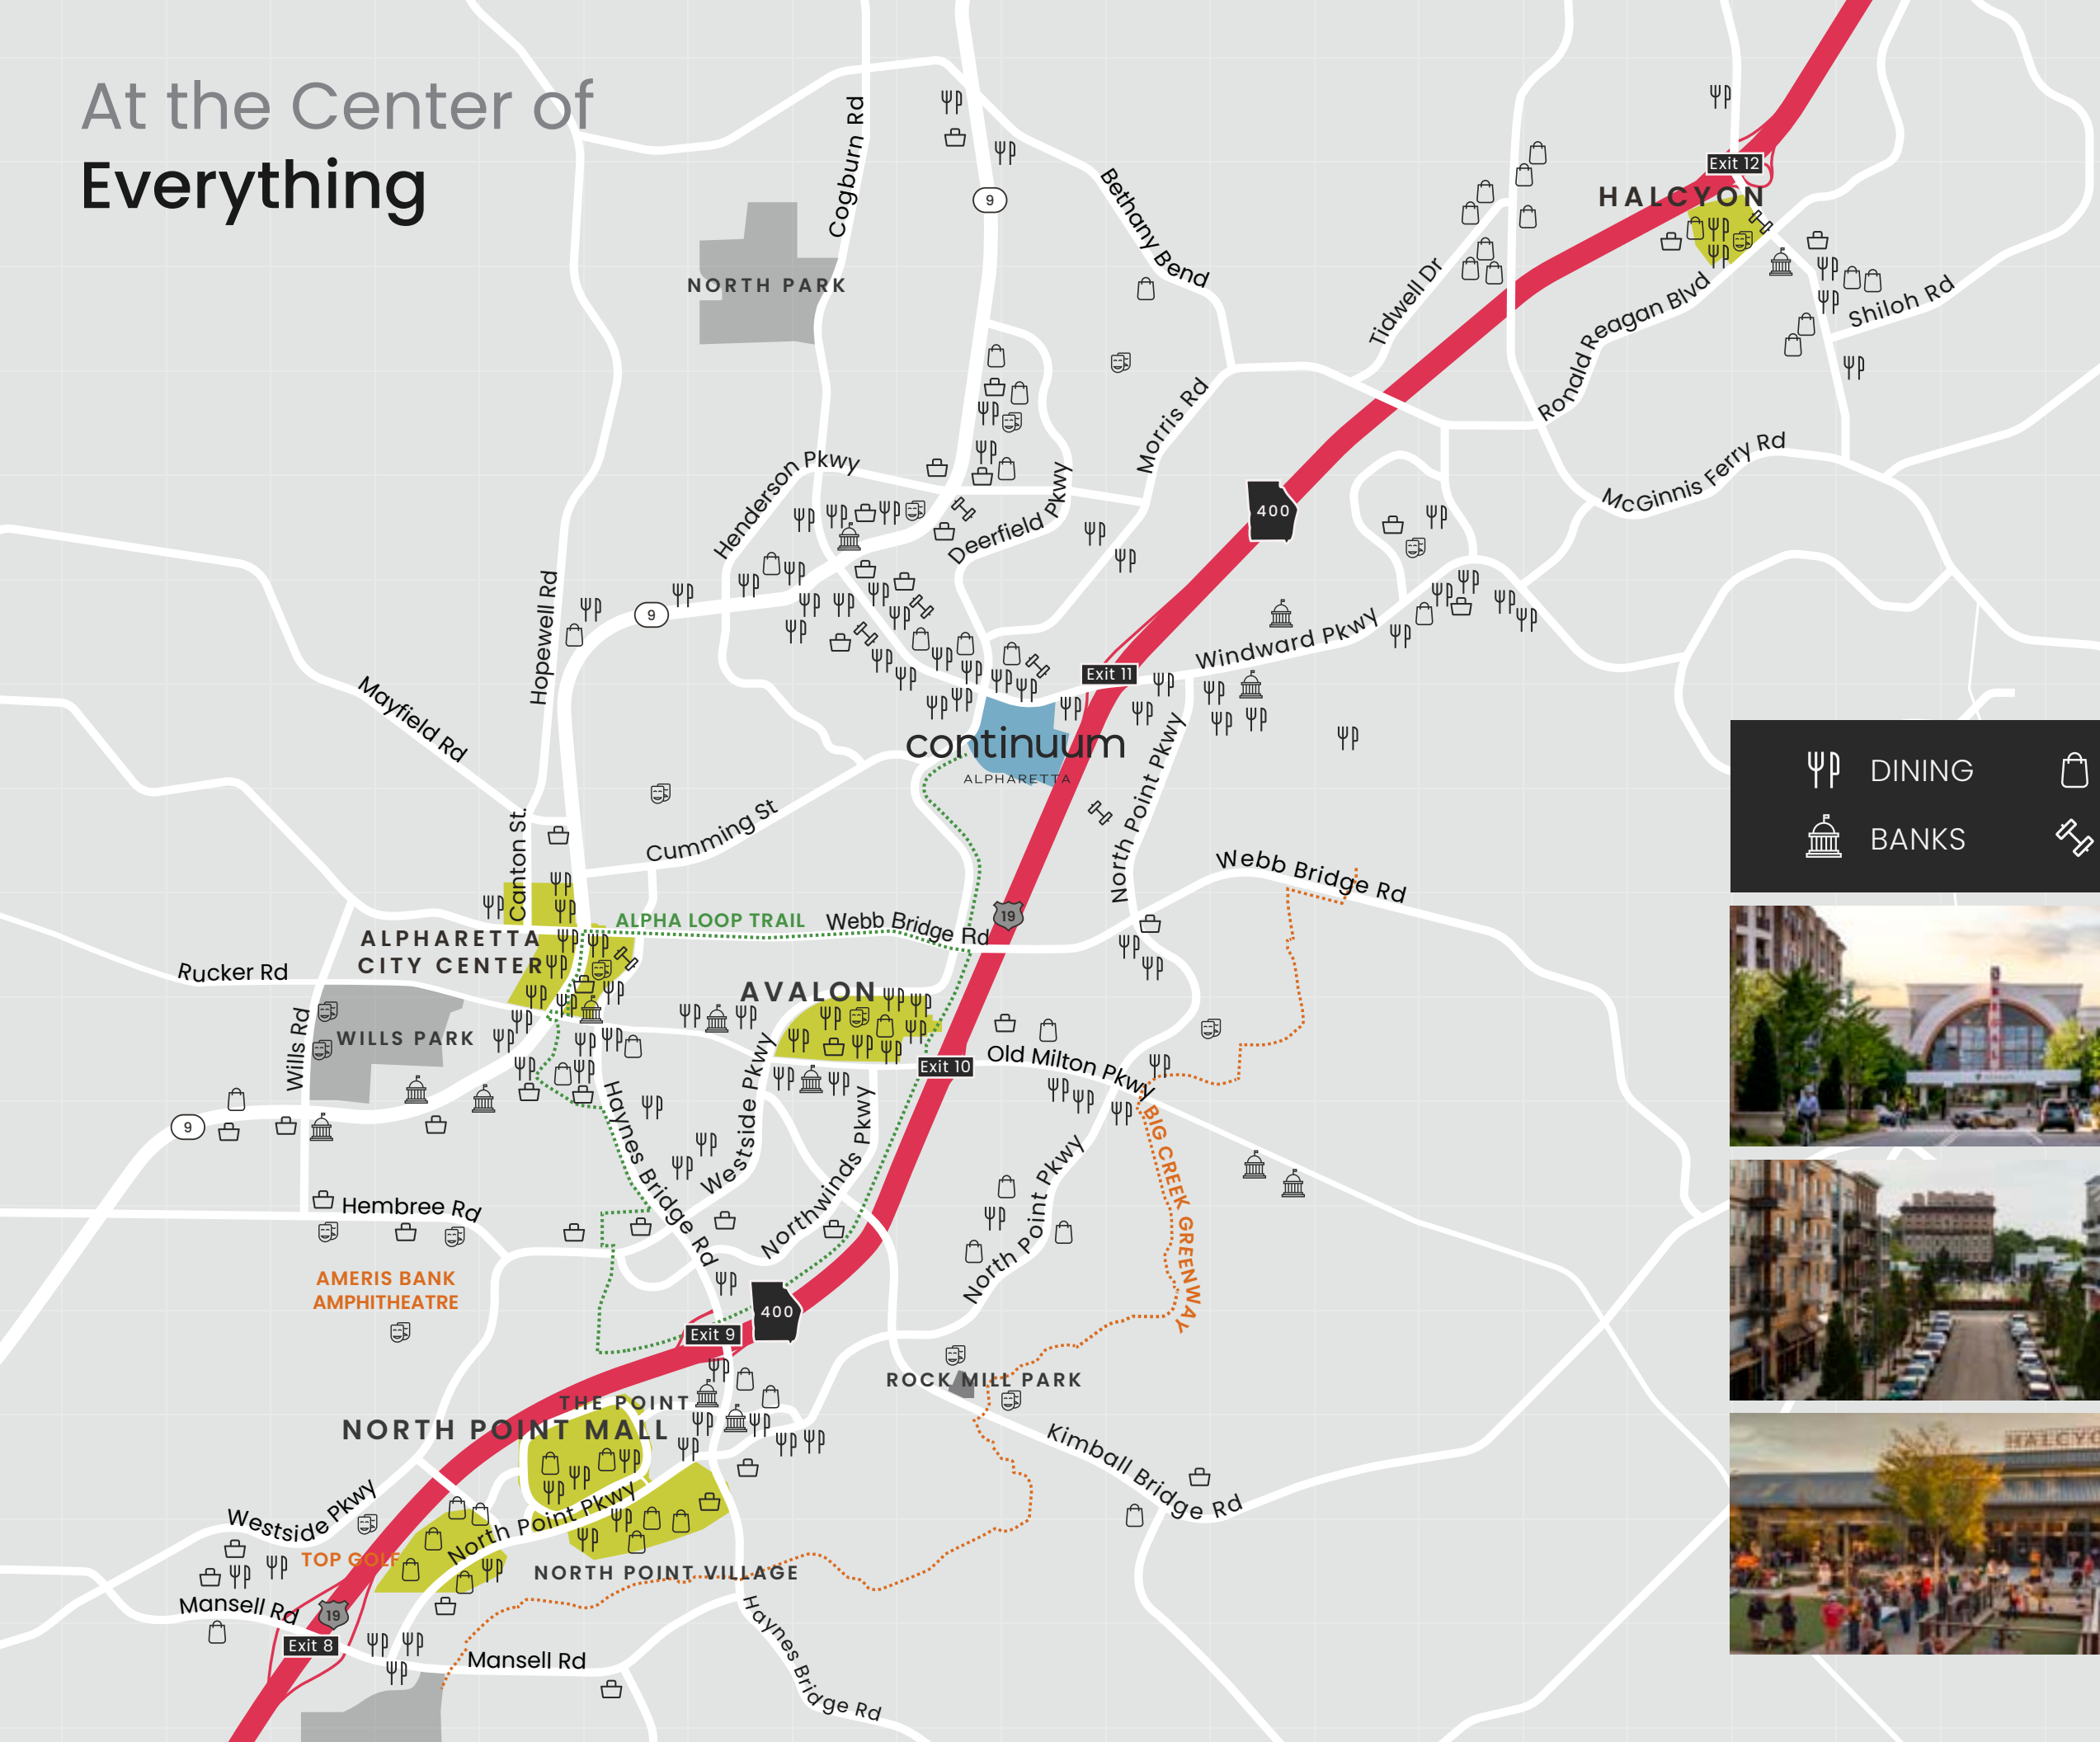 At the Center of
Everything
Cogburn Rd
9
Bethany Bend
Exit 12
HALCYON
NORTH PARK
Tidwell Dr
Ronald Reagan Blvd
Shiloh Rd
Morris Rd
Henderson Pkwy
McGinnis Ferry Rd
400
Deerfield Pkwy
Hopewell Rd
9
Windward Pkwy
Exit 11
Mayfield Rd
continuum
ALPHARETTA
DINING
BANKS
North Point Pkwy
Canton St.
Cumming St
Webb Bridge Rd
19
ALPHA LOOP TRAIL
Webb Bridge Rd
ALPHARETTA
CITY CENTER
Rucker Rd
AVALON
WILLS PARK
Wills Rd
Westside Pkwy
Exit 10
Old Milton Pkwy
9
Haynes Bridge Rd
Northwinds Pkwy
BIG CREEK GREENWAY
North Point Pkwy
Hembree Rd
AMERIS BANK
AMPHITHEATRE
400
Exit 9
ROCK MILL PARK
THE POINT
NORTH POINT MALL
Kimball Bridge Rd
Westside Pkwy
North Point Pkwy
TOP GOLF
NORTH POINT VILLAGE
Mansell Rd
19
Exit 8
Mansell Rd
Haynes Bridge Rd
REGAL
HALCYO